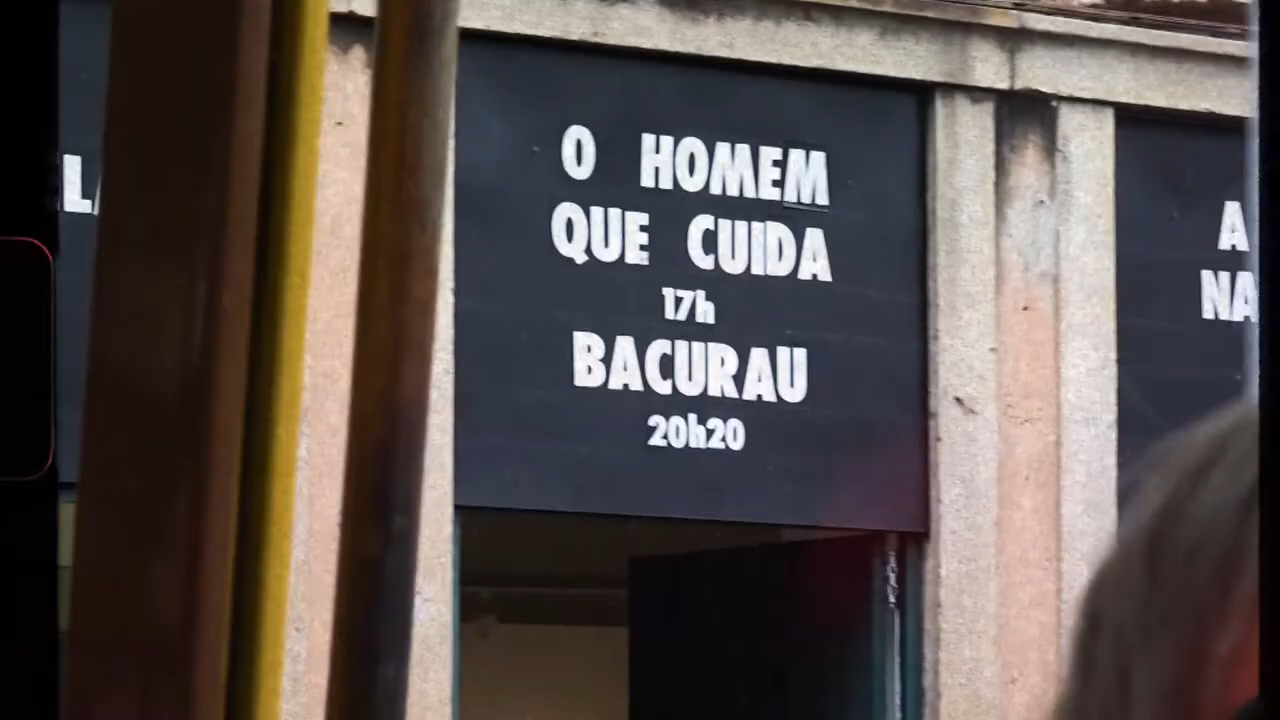 O HOMEM
QUE CUIDA
17h
BACURAU
20h20
A
NA